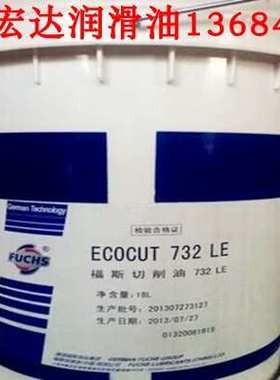 宏达润滑油13684
German Technology
FUCHS
检验合格证
ECOCUT 732 LE
福斯切削油 732 LE
净量:18L
生产批号:201307273127
生产日期:2013/07/27
01320081819